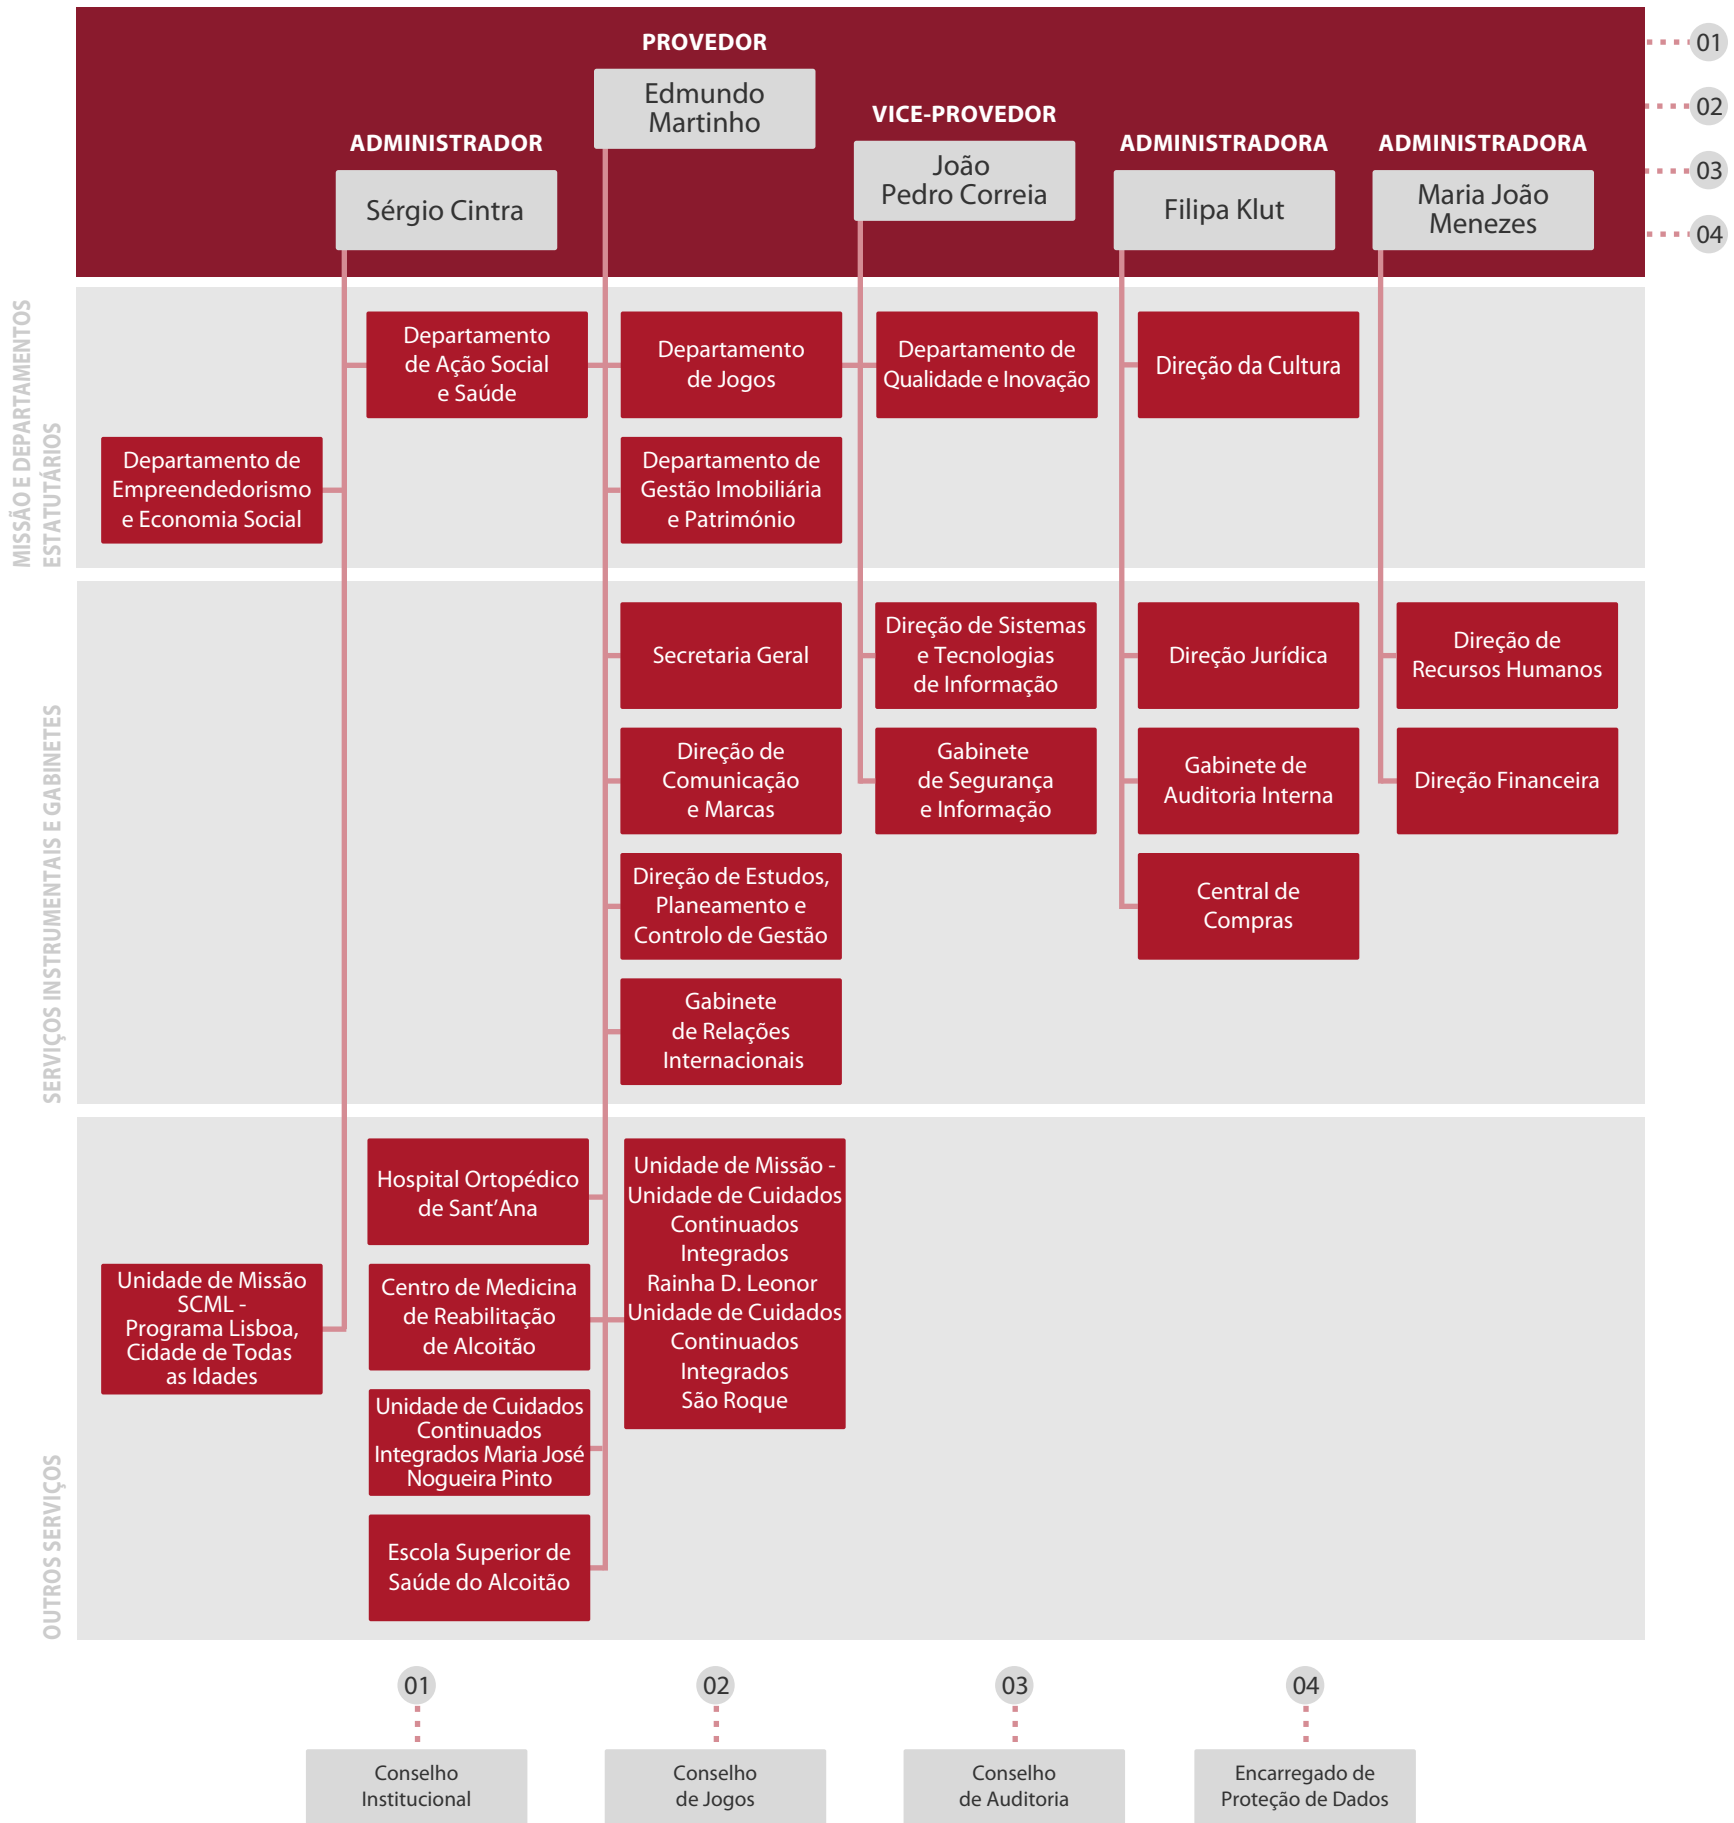 PROVEDOR
Edmundo
Martinho
01
02
03
04
VICE-PROVEDOR
João
Pedro Correia
ADMINISTRADOR
Sérgio Cintra
ADMINISTRADORA
Filipa Klut
ADMINISTRADORA
Maria João
Menezes
MISSÃO E DEPARTAMENTOS
ESTATUTÁRIOS
Departamento
de Ação Social
e Saúde
Departamento
de Jogos
Departamento de
Qualidade e Inovação
Direção da Cultura
Departamento de
Empreendedorismo
e Economia Social
Departamento de
Gestão Imobiliária
e Património
SERVIÇOS INSTRUMENTAIS E GABINETES
Secretaria Geral
Direção de Sistemas
e Tecnologias
de Informação
Direção Jurídica
Direção de
Recursos Humanos
Direção de
Comunicação
e Marcas
Gabinete
de Segurança
e Informação
Gabinete de
Auditoria Interna
Direção Financeira
Direção de Estudos,
Planeamento e
Controlo de Gestão
Central de
Compras
Gabinete
de Relações
Internacionais
OUTROS SERVIÇOS
Hospital Ortopédico
de Sant’Ana
Unidade de Missão -
Unidade de Cuidados
Continuados
Integrados
Rainha D. Leonor
Unidade de Cuidados
Continuados
Integrados
São Roque
Unidade de Missão
SCML -
Programa Lisboa,
Cidade de Todas
as Idades
Centro de Medicina
de Reabilitação
de Alcoitão
Unidade de Cuidados
Continuados
Integrados Maria José
Nogueira Pinto
Escola Superior de
Saúde do Alcoitão
01
Conselho
Institucional
02
Conselho
de Jogos
03
Conselho
de Auditoria
04
Encarregado de
Proteção de Dados